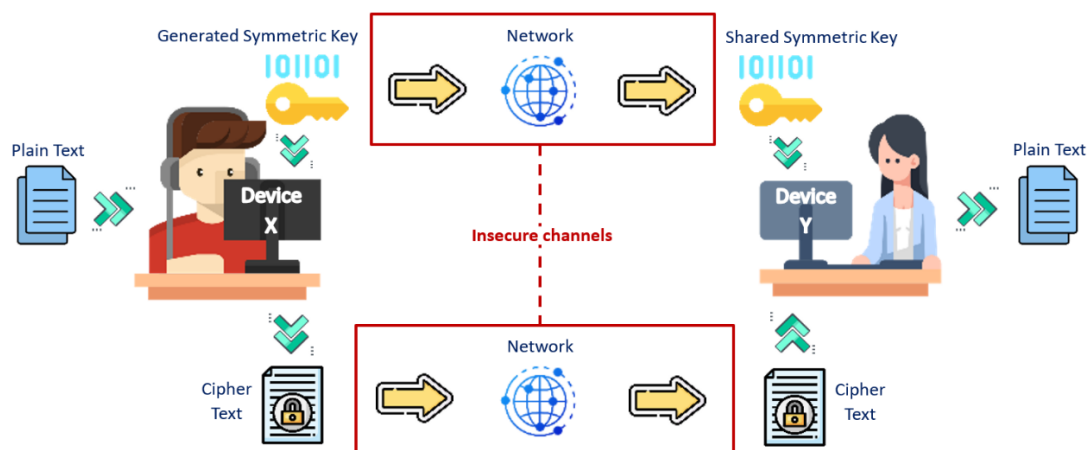 Generated Symmetric Key
Network
Shared Symmetric Key
101101
101101
Plain Text
Plain Text
Device
X
Device
Y
Insecure channels
Network
Cipher
Text
Cipher
Text